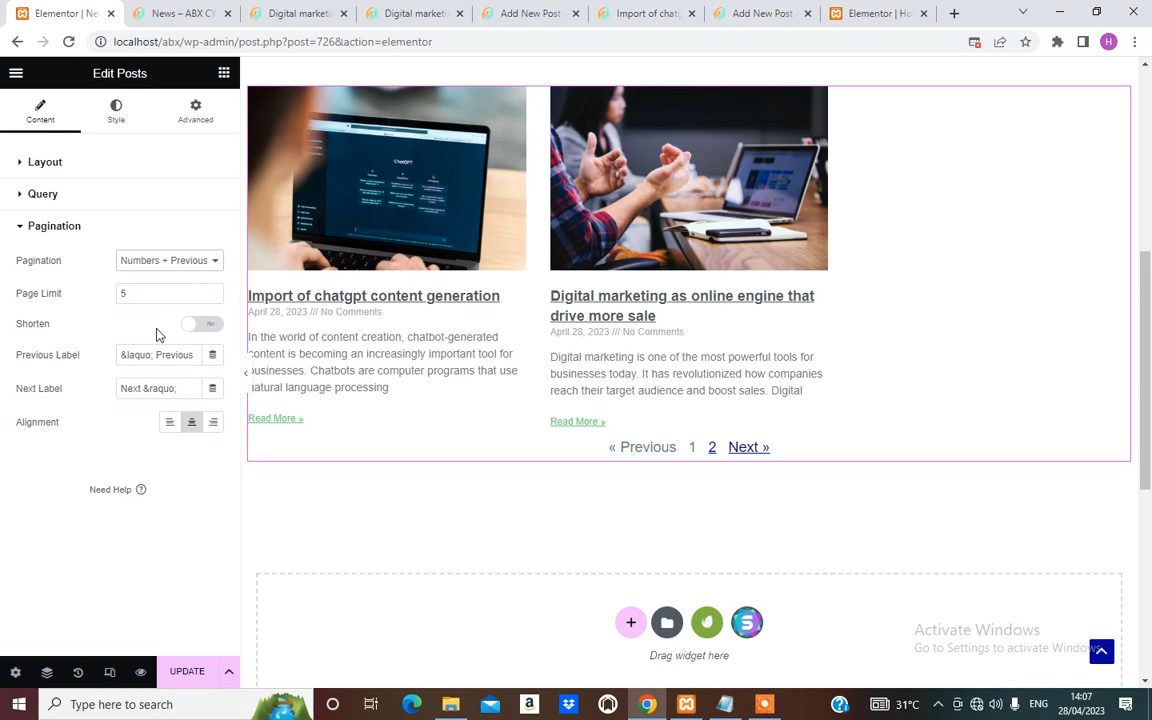 Elementor | Ne
News – ABX CY
Digital marketi
Digital marketi
Add New Post -
Import of chatg
Add New Post -
Elementor | Ho
localhost/abx/wp-admin/post.php?post=726&action=elementor
H
Edit Posts
Content
Style
Advanced
Layout
Query
Pagination
Pagination
Numbers + Previous
Page Limit
5
Shorten
No
Previous Label
&laquo; Previous
Next Label
Next &raquo;
Alignment
Need Help
UPDATE
ChatGPT
Import of chatgpt content generation
April 28, 2023 /// No Comments
In the world of content creation, chatbot-generated
content is becoming an increasingly important tool for
businesses. Chatbots are computer programs that use
natural language processing
Read More »
Digital marketing as online engine that
drive more sale
April 28, 2023 /// No Comments
Digital marketing is one of the most powerful tools for
businesses today. It has revolutionized how companies
reach their target audience and boost sales. Digital
Read More »
« Previous 1 2 Next »
Drag widget here
Activate Windows
Go to Settings to activate Windows.
Type here to search
31°C
ENG
14:07
28/04/2023